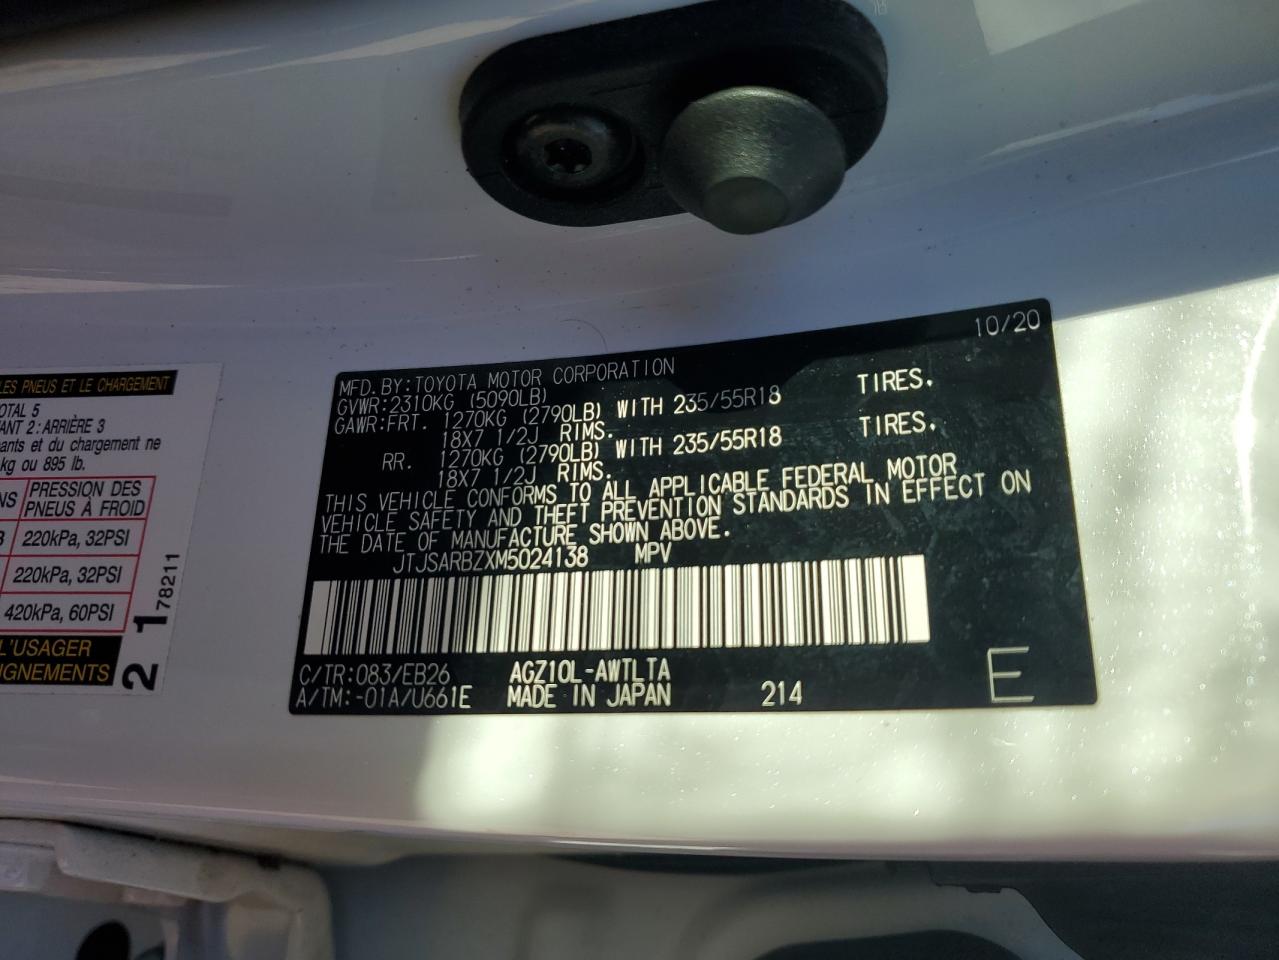 LES PNEUS ET LE CHARGEMENT
OTAL 5
ANT 2: ARRIÈRE 3
ants et du chargement ne
kg ou 895 lb.
NS PRESSION DES
PNEUS À FROID
220kPa, 32PSI
220kPa, 32PSI
420kPa, 60PSI
L'USAGER
IGNEMENTS
2 1 78211
10/20
MFD. BY: TOYOTA MOTOR CORPORATION
GVWR: 2310KG (5090LB)
GAWR: FRT. 1270KG (2790LB) WITH 235/55R18 TIRES,
18X7 1/2J RIMS.
RR. 1270KG (2790LB) WITH 235/55R18 TIRES,
18X7 1/2J RIMS.
THIS VEHICLE CONFORMS TO ALL APPLICABLE FEDERAL MOTOR
VEHICLE SAFETY AND THEFT PREVENTION STANDARDS IN EFFECT ON
THE DATE OF MANUFACTURE SHOWN ABOVE.
JTJSARBZXM5024138 MPV
C/TR: 083/EB26 AGZ10L-AWTLTA
A/TM: -01A/U661E MADE IN JAPAN 214 E